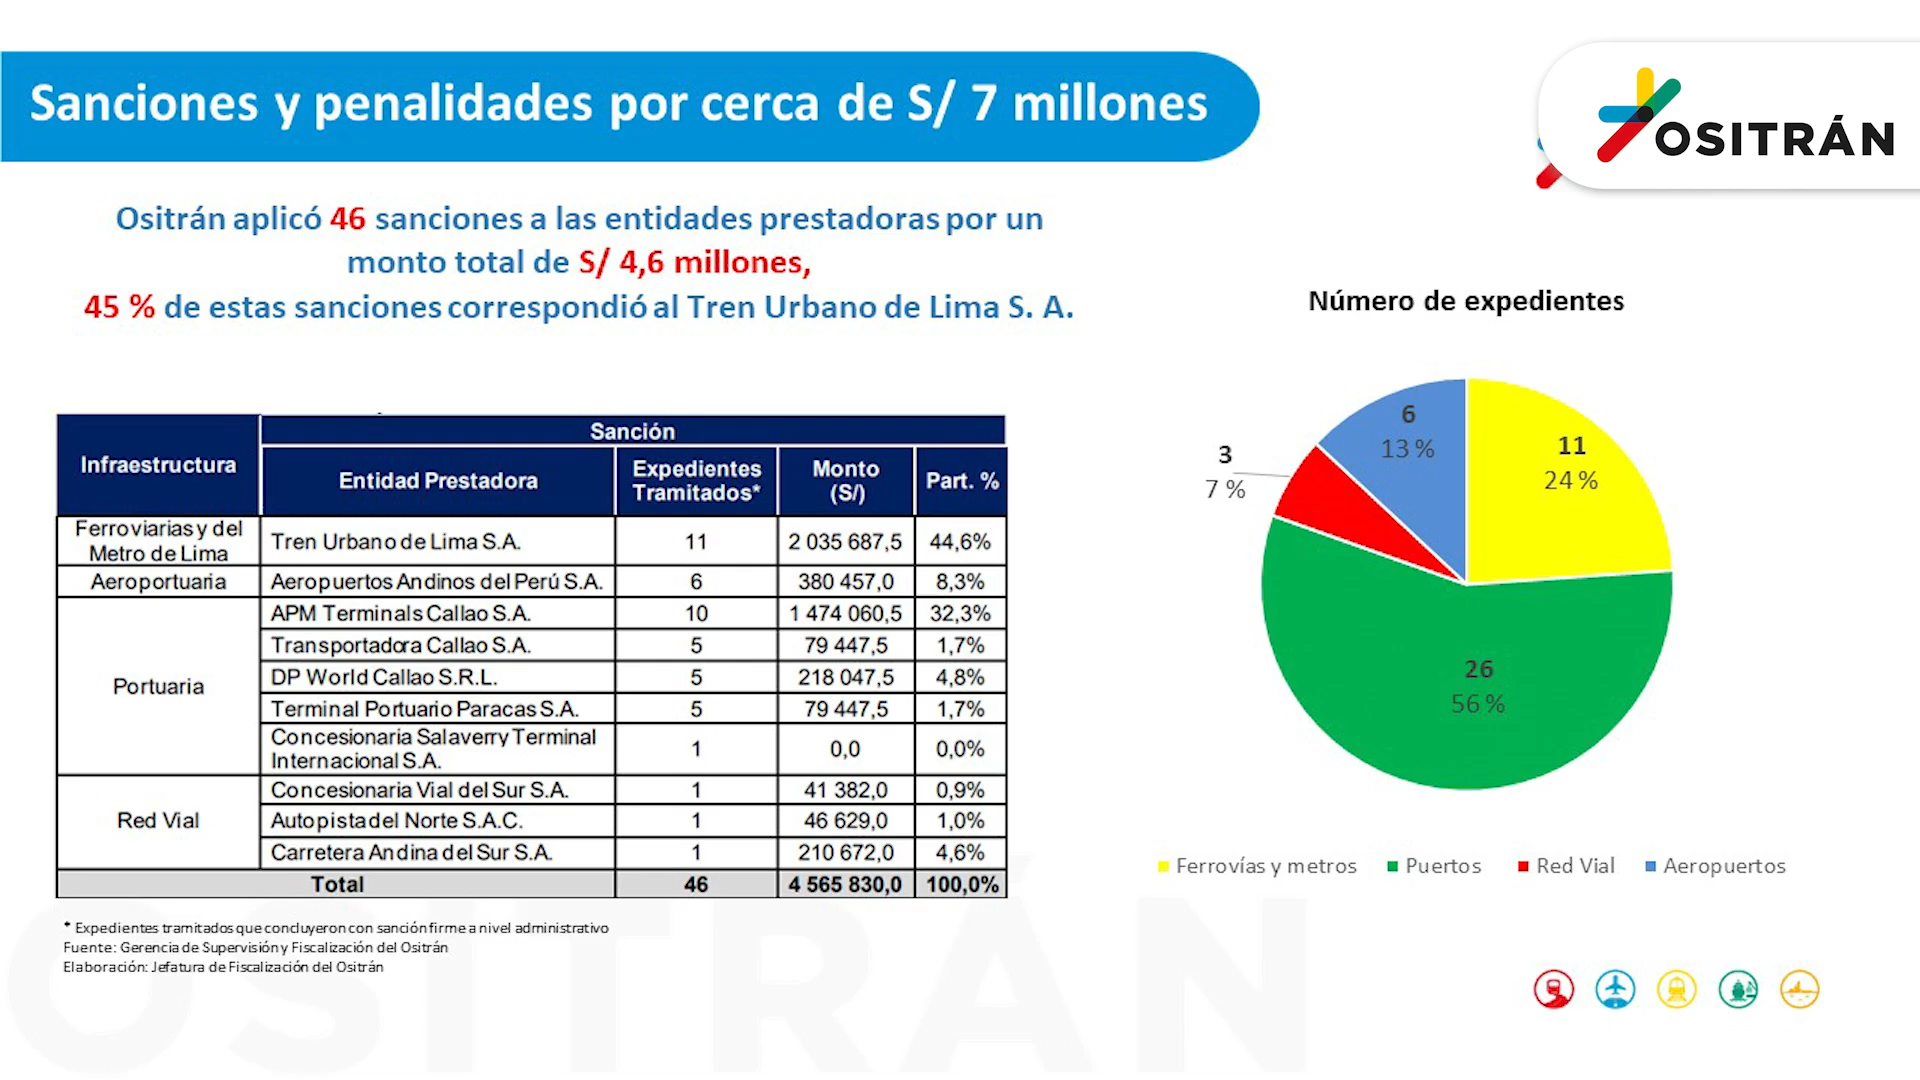 Sanciones y penalidades por cerca de S/ 7 millones
OSITRÁN
Ositrán aplicó 46 sanciones a las entidades prestadoras por un
monto total de S/ 4,6 millones,
45 % de estas sanciones correspondió al Tren Urbano de Lima S. A.
Infraestructura
Sanción
Entidad Prestadora
Expedientes
Tramitados*
Monto
(S/)
Part. %
Ferroviarias y del
Metro de Lima
Tren Urbano de Lima S.A. 11 2 035 687,5 44,6%
Aeroportuaria Aeropuertos Andinos del Perú S.A. 6 380 457,0 8,3%
Portuaria
APM Terminals Callao S.A. 10 1 474 060,5 32,3%
Transportadora Callao S.A. 5 79 447,5 1,7%
DP World Callao S.R.L. 5 218 047,5 4,8%
Terminal Portuario Paracas S.A. 5 79 447,5 1,7%
Concesionaria Salaverry Terminal
Internacional S.A. 1 0,0 0,0%
Red Vial
Concesionaria Vial del Sur S.A. 1 41 382,0 0,9%
Autopista del Norte S.A.C. 1 46 629,0 1,0%
Carretera Andina del Sur S.A. 1 210 672,0 4,6%
Total 46 4 565 830,0 100,0%
* Expedientes tramitados que concluyeron con sanción firme a nivel administrativo
Fuente: Gerencia de Supervisión y Fiscalización del Ositrán
Elaboración: Jefatura de Fiscalización del Ositrán
Número de expedientes
6
13 %
11
24 %
3
7 %
26
56 %
Ferrovías y metros Puertos Red Vial Aeropuertos
OSITRÁN